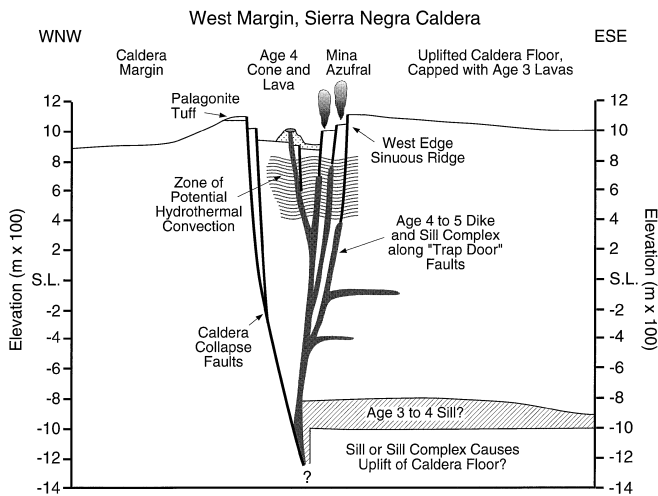 West Margin, Sierra Negra Caldera
WNW
ESE
Caldera
Margin
Age 4
Cone and
Lava
Mina
Azufral
Uplifted Caldera Floor,
Capped with Age 3 Lavas
Palagonite
Tuff
West Edge
Sinuous Ridge
Zone of
Potential
Hydrothermal
Convection
Age 4 to 5 Dike
and Sill Complex
along "Trap Door"
Faults
Caldera
Collapse
Faults
Age 3 to 4 Sill?
Sill or Sill Complex Causes
Uplift of Caldera Floor?
?
Elevation (m x 100)
12
10
8
6
4
2
S.L.
-2
-4
-6
-8
-10
-12
-14
Elevation (m x 100)
12
10
8
6
4
2
S.L.
-2
-4
-6
-8
-10
-12
-14